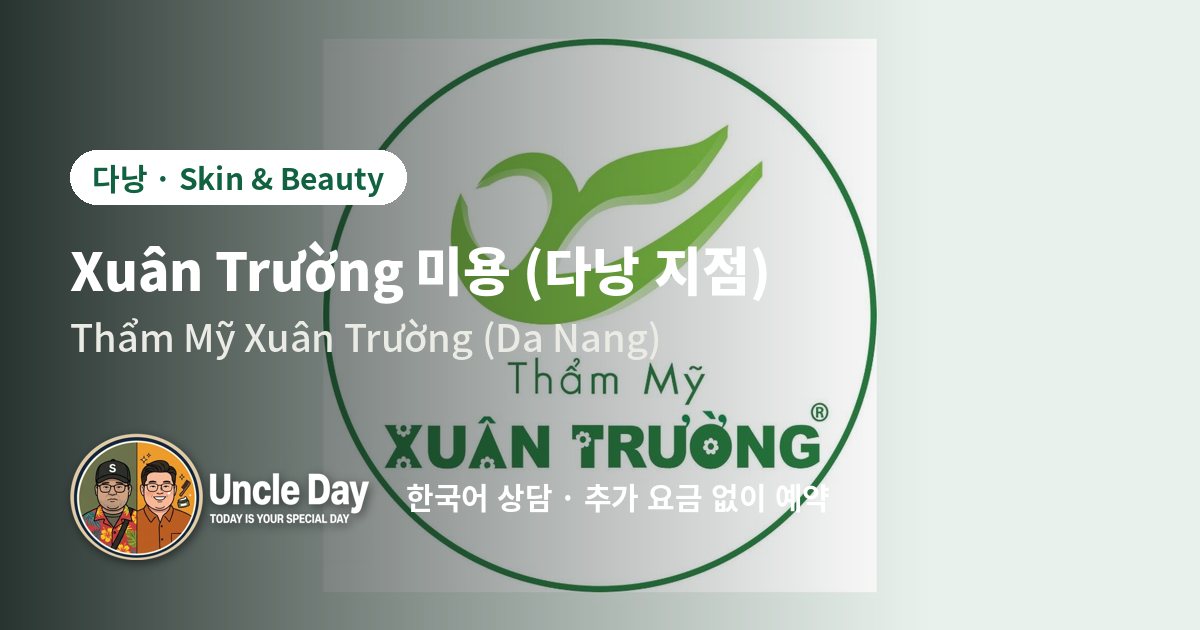 다낭 · Skin & Beauty
Xuân Trường 미용 (다낭 지점)
Thẩm Mỹ Xuân Trường (Da Nang)
Thẩm Mỹ
XUÂN TRƯỜNG®
S
Uncle Day
TODAY IS YOUR SPECIAL DAY
한국어 상담 · 추가 요금 없이 예약